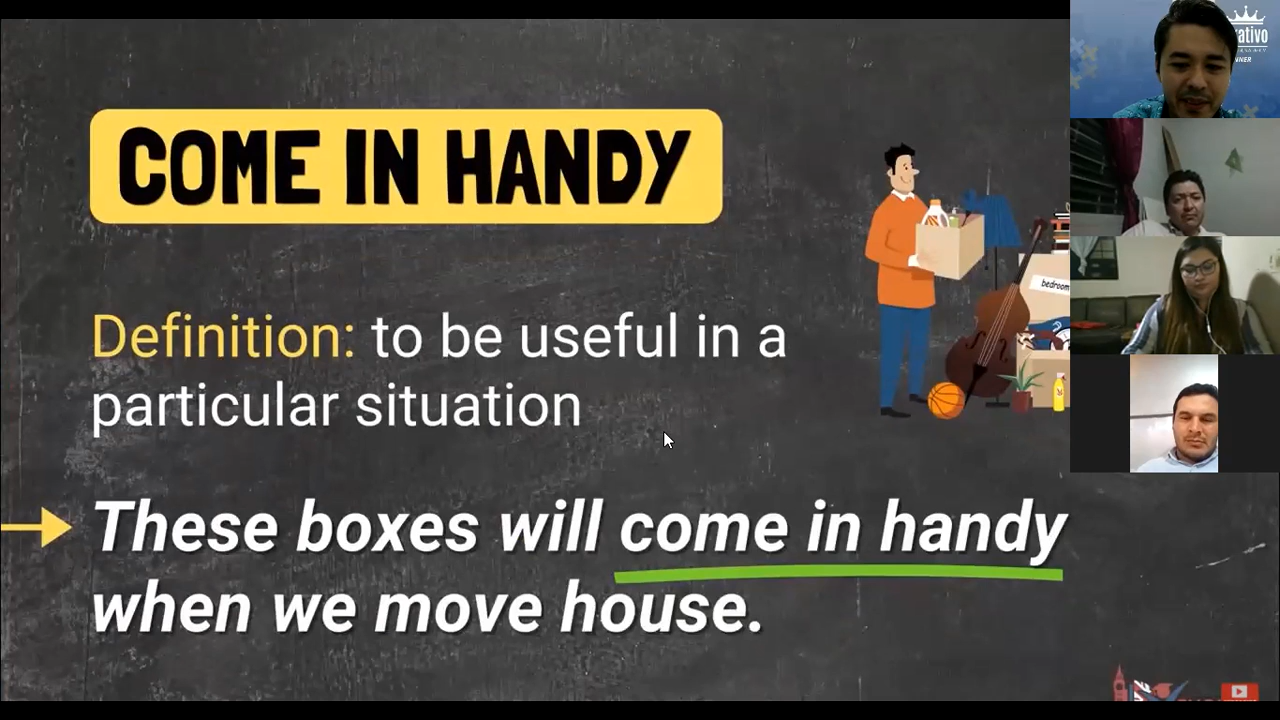 COME IN HANDY
Definition: to be useful in a
particular situation
These boxes will come in handy
when we move house.
bedroom